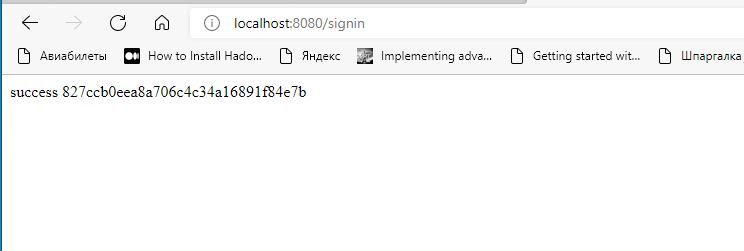 localhost:8080/signin
Авиабилеты How to Install Hado... Яндекс Implementing adva... Getting started wit... Шпаргалка
success 827ccb0eea8a706c4c34a16891f84e7b